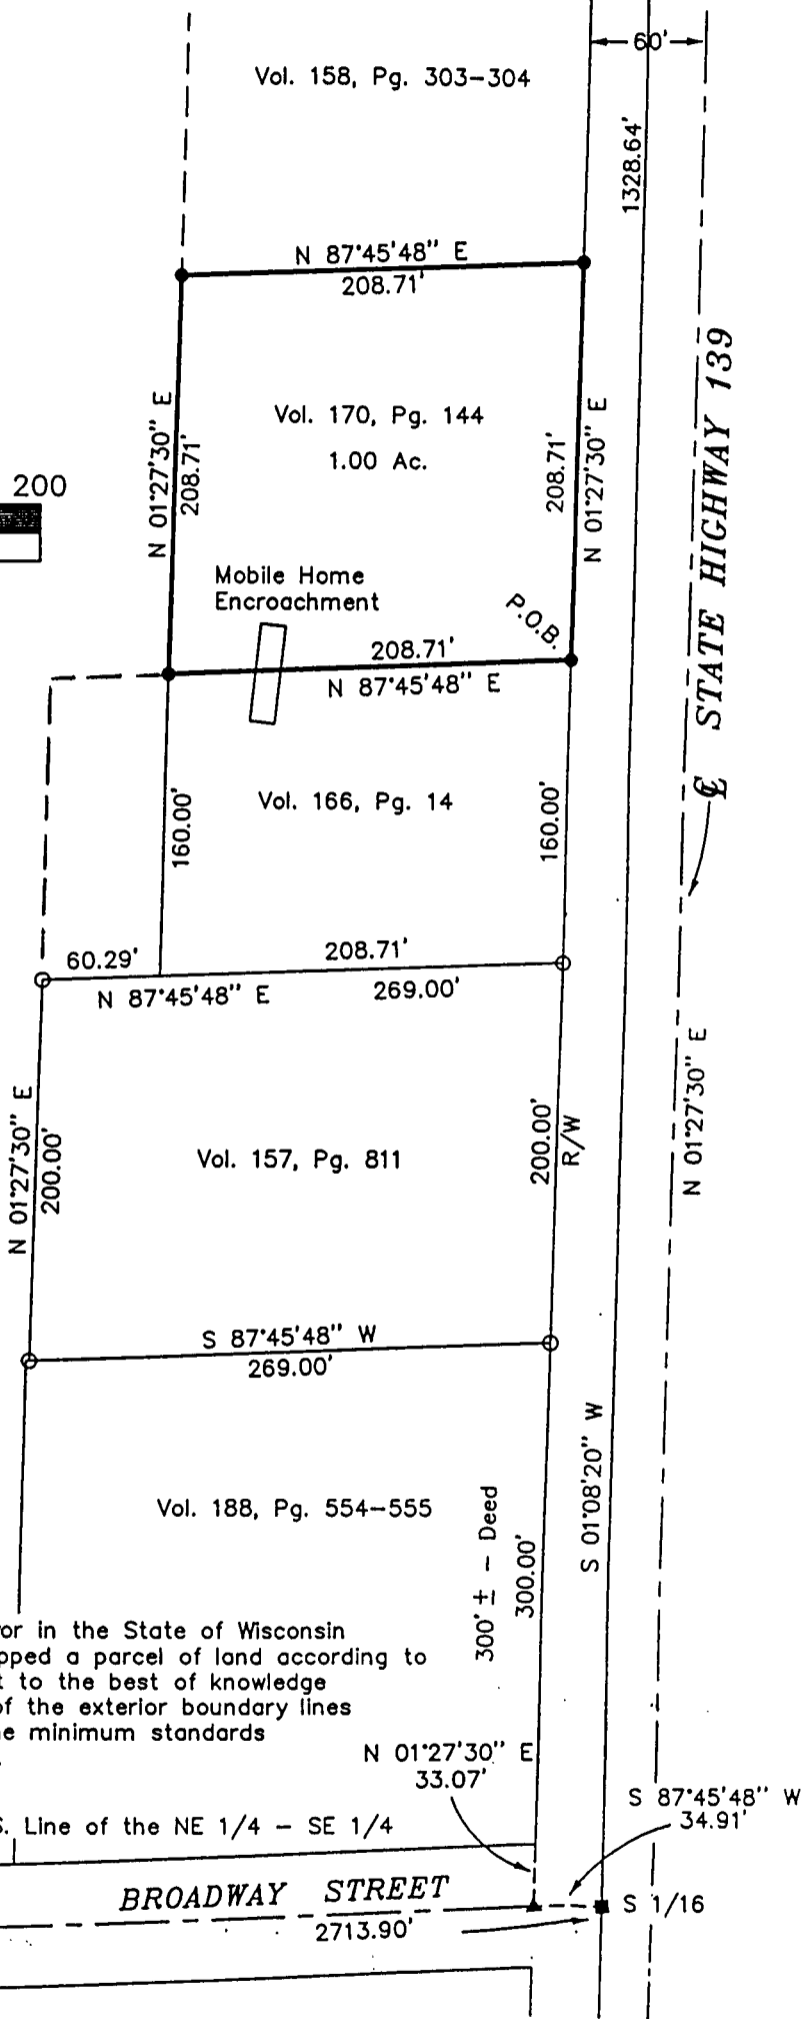 60'
Vol. 158, Pg. 303-304
1328.64'
N 87°45'48" E
208.71'
N 01°27'30" E
208.71'
Vol. 170, Pg. 144
1.00 Ac.
208.71'
N 01°27'30" E
200
Mobile Home
Encroachment
P.O.B.
208.71'
N 87°45'48" E
℄ STATE HIGHWAY 139
160.00'
Vol. 166, Pg. 14
160.00'
60.29'
208.71'
N 87°45'48" E
269.00'
N 01°27'30" E
N 01°27'30" E
200.00'
Vol. 157, Pg. 811
200.00'
R/W
S 87°45'48" W
269.00'
S 01°08'20" W
Vol. 188, Pg. 554-555
300' ± - Deed
300.00'
or in the State of Wisconsin
pped a parcel of land according to
t to the best of knowledge
of the exterior boundary lines
e minimum standards
.
N 01°27'30" E
33.07'
S 87°45'48" W
34.91'
S. Line of the NE 1/4 - SE 1/4
BROADWAY STREET
S 1/16
2713.90'